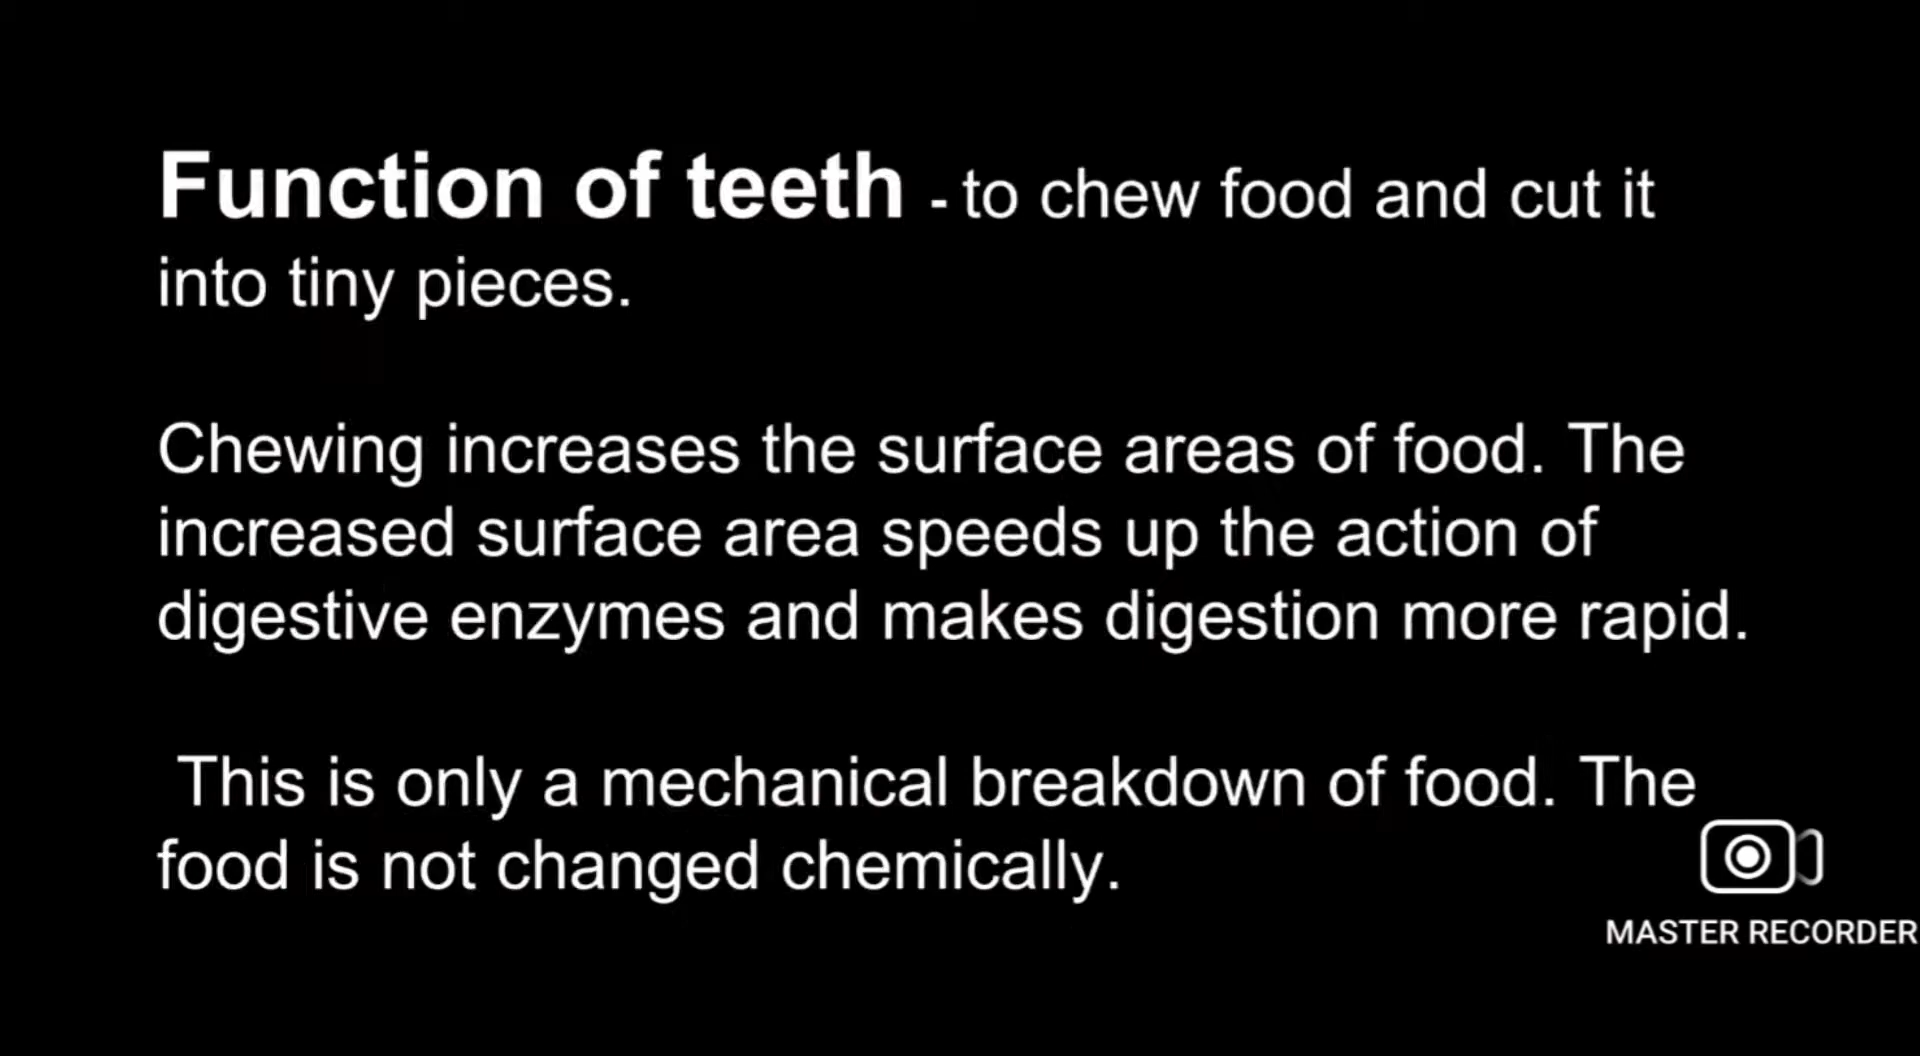 Function of teeth - to chew food and cut it
into tiny pieces.
Chewing increases the surface areas of food. The
increased surface area speeds up the action of
digestive enzymes and makes digestion more rapid.
This is only a mechanical breakdown of food. The
food is not changed chemically.
MASTER RECORDER